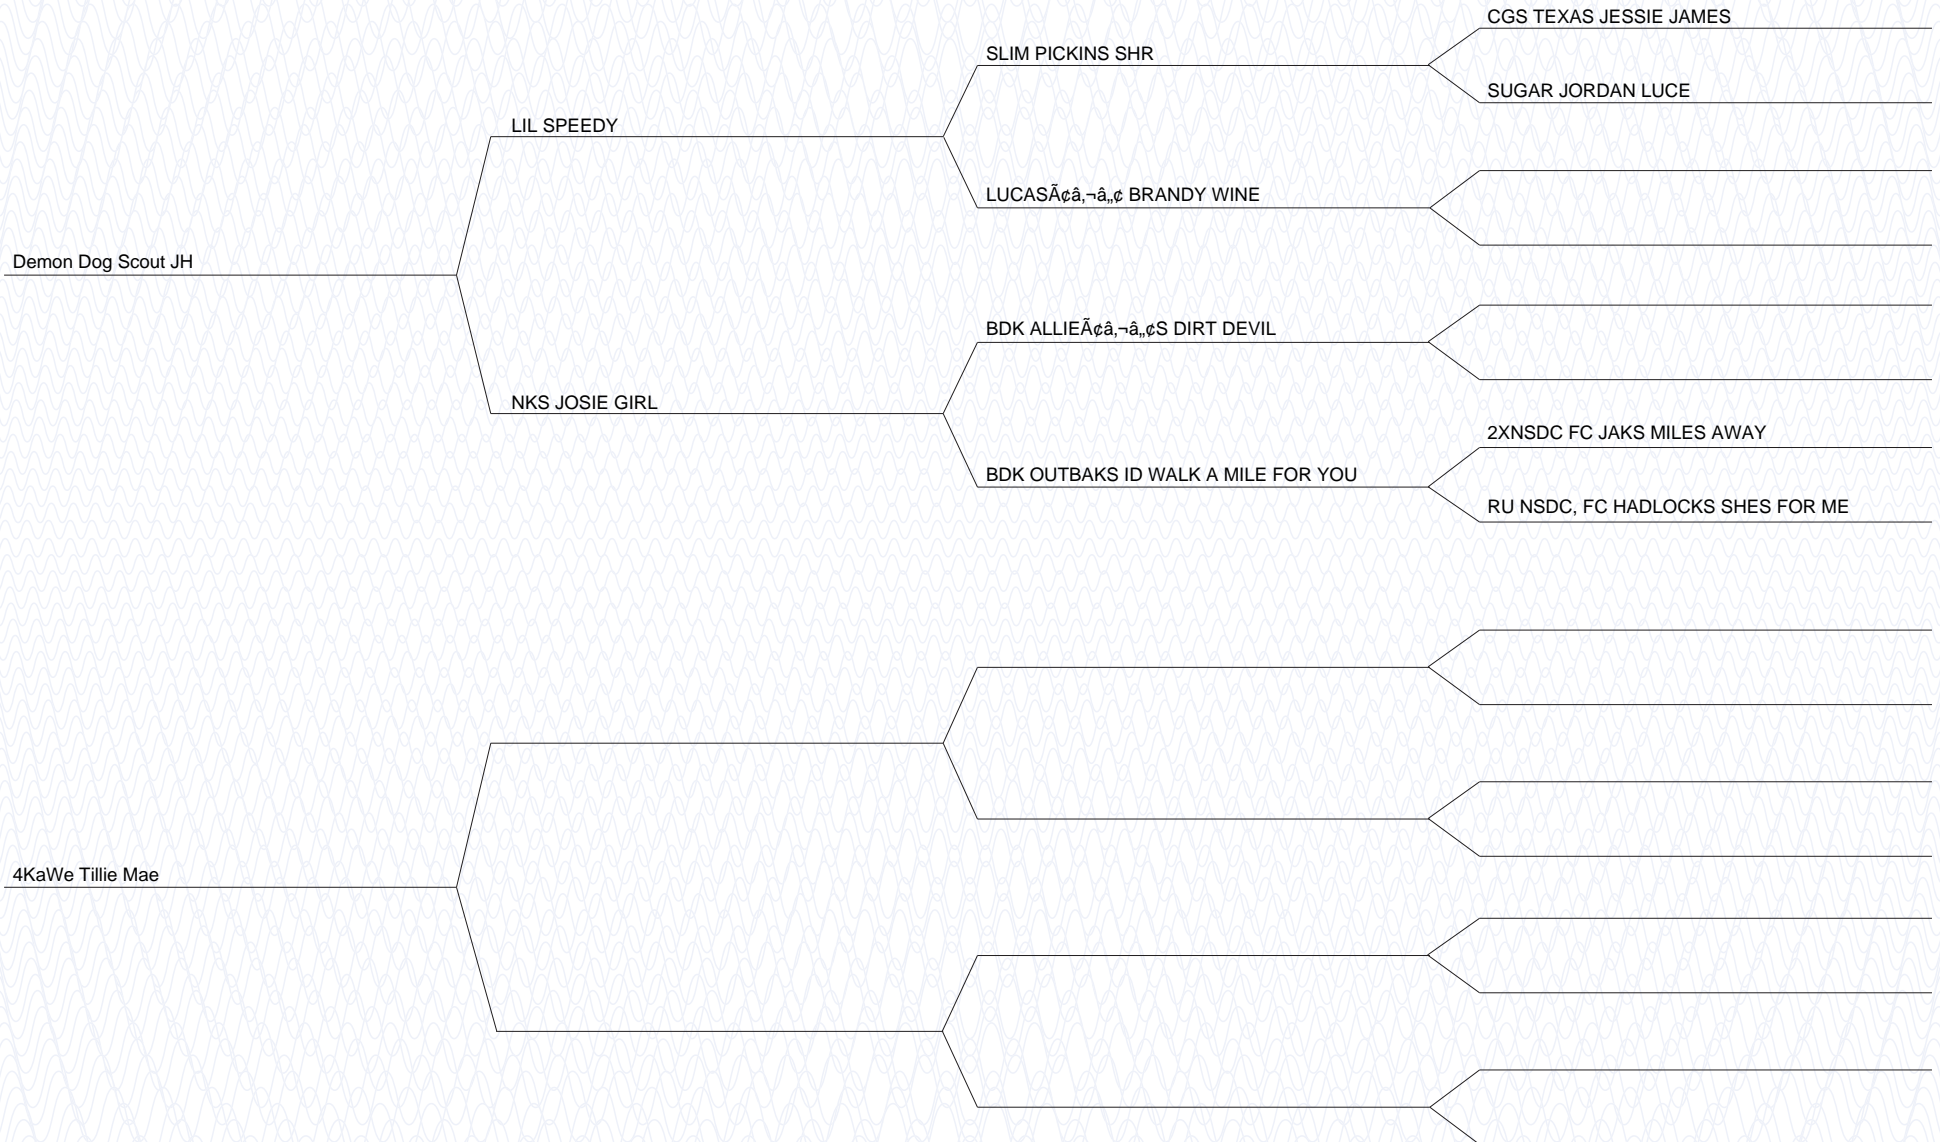 CGS TEXAS JESSIE JAMES
SLIM PICKINS SHR
SUGAR JORDAN LUCE
LIL SPEEDY
LUCASÃ¢â‚¬â„¢ BRANDY WINE
Demon Dog Scout JH
BDK ALLIEÃ¢â‚¬â„¢S DIRT DEVIL
NKS JOSIE GIRL
2XNSDC FC JAKS MILES AWAY
BDK OUTBAKS ID WALK A MILE FOR YOU
RU NSDC, FC HADLOCKS SHES FOR ME
4KaWe Tillie Mae